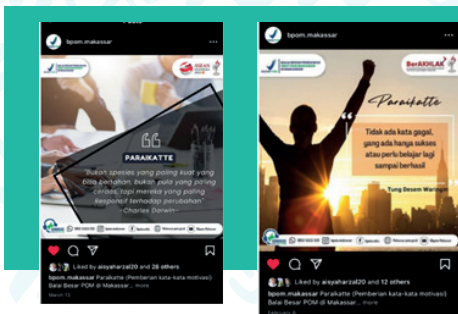 bpom.makassar
PARAIKATTE
"Bukan spesies yang paling kuat yang
bisa bedahan, bukan pula yang paling
cerdas, tapi mereka yang paling
Responsif terhadap perubahan"
-Charles Darwin-
Liked by aisyaharzal20 and 28 others
bpom.makassar Paraikatte (Pemberian kata-kata motivasi)
Balai Besar POM di Makassar... more
March 13
bpom.makassar
BerAKHLAK
Paraikatte
Tidak ada kata gagal,
yang ada hanya sukses
atau perlu belajar lagi
sampai berhasil
Tung Desem Waringin
Liked by aisyaharzal20 and 12 others
bpom.makassar Paraikatte (Pemberian kata-kata motivasi)
Balai Besar POM di Makassar... more